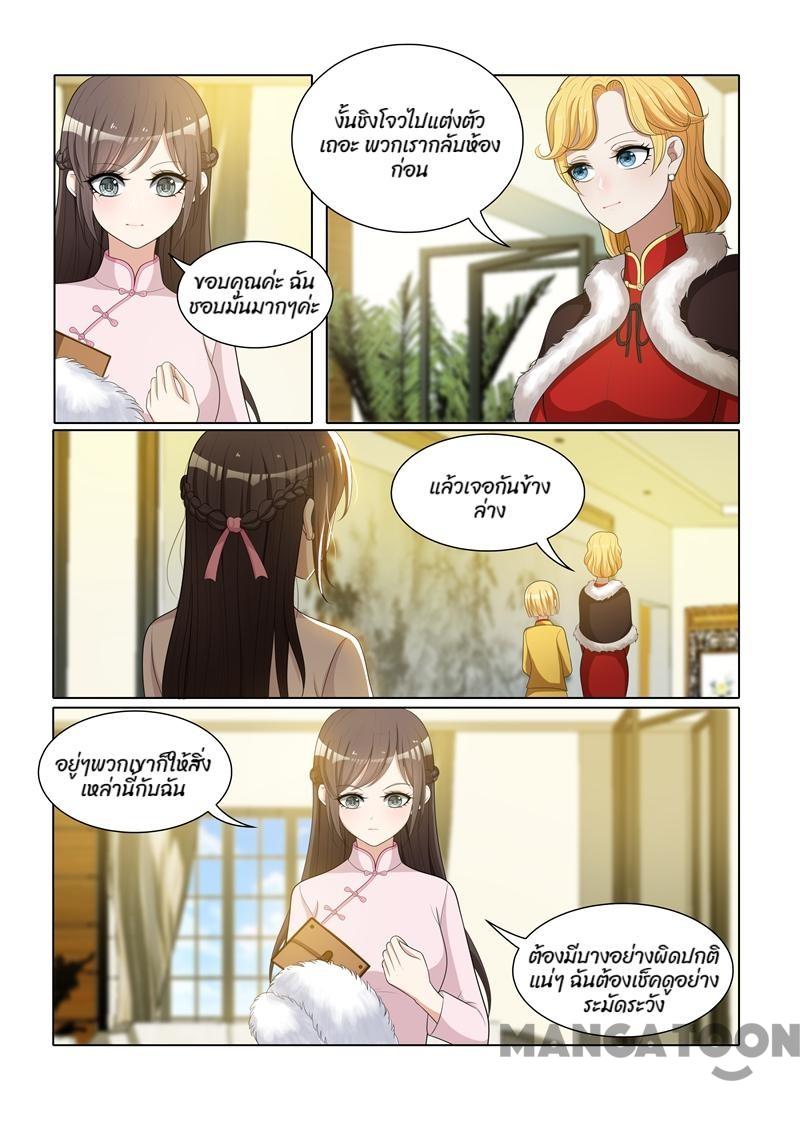 ขอบคุณค่ะ ฉัน
ชอบมันมากๆค่ะ
งั้นชิงโจวไปแต่งตัว
เถอะ พวกเรากลับห้อง
ก่อน
แล้วเจอกันข้าง
ล่าง
อยู่ๆพวกเขาก็ให้สิ่ง
เหล่านี้กับฉัน
ต้องมีบางอย่างผิดปกติ
แน่ๆ ฉันต้องเช็คดูอย่าง
ระมัดระวัง
MANGATOON